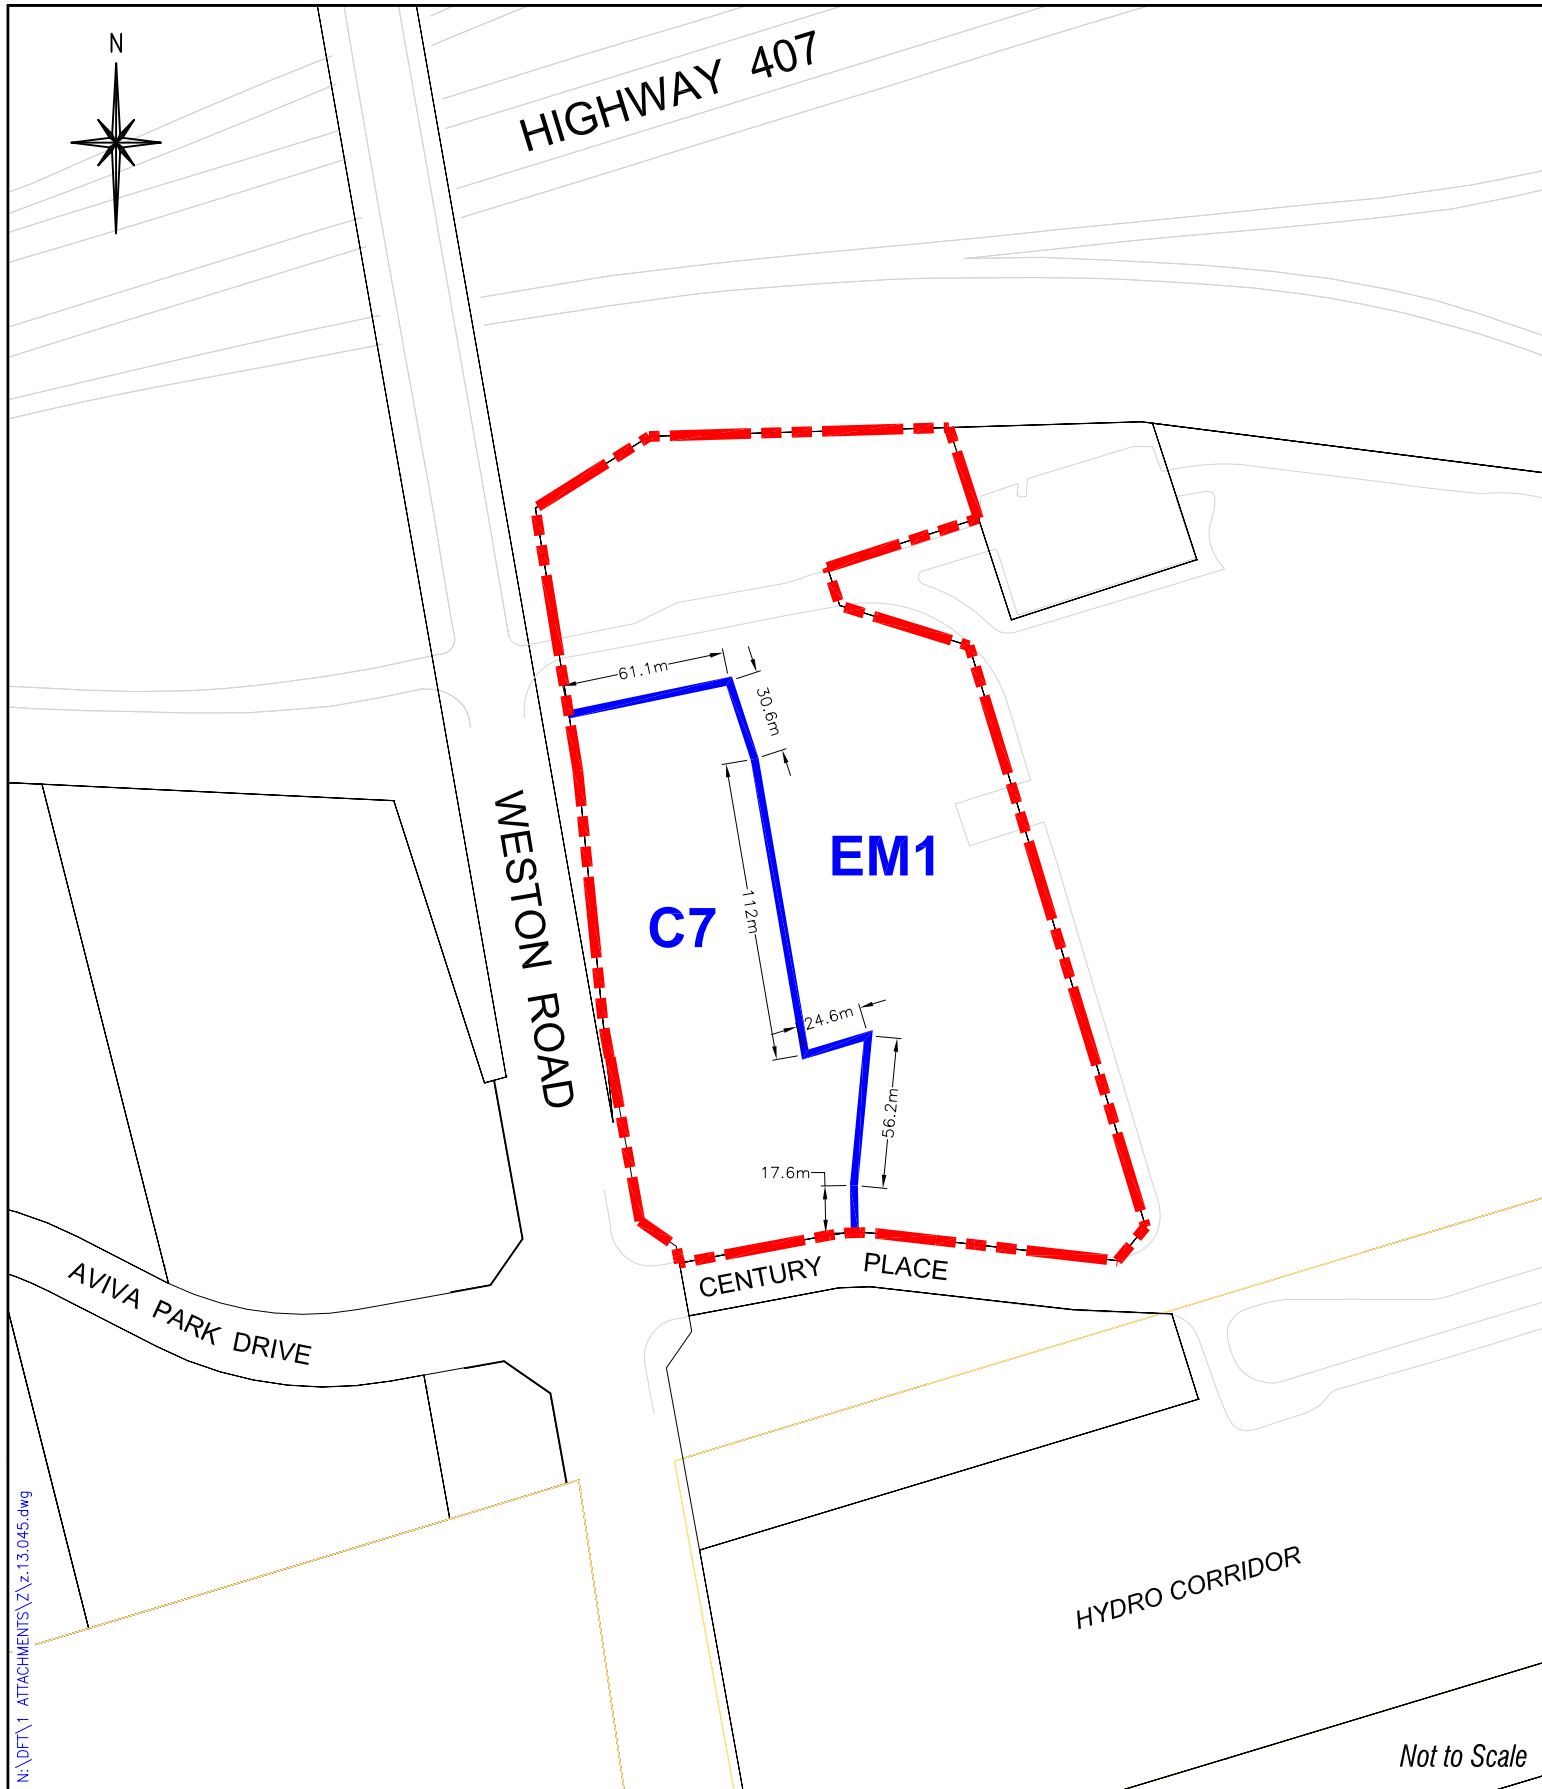 N
HIGHWAY 407
61.1m
30.6m
WESTON ROAD
EM1
C7
112m
24.6m
56.2m
17.6m
CENTURY PLACE
AVIVA PARK DRIVE
HYDRO CORRIDOR
N:\DFT\1 ATTACHMENTS\Z\z.13.045.dwg
Not to Scale